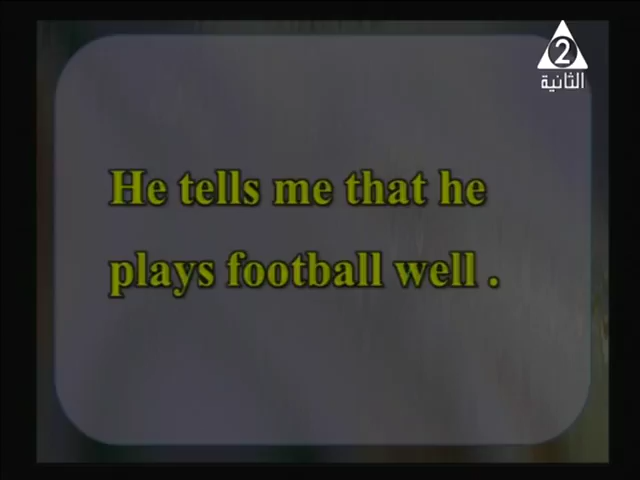 2
الثانية
He tells me that he
plays football well .